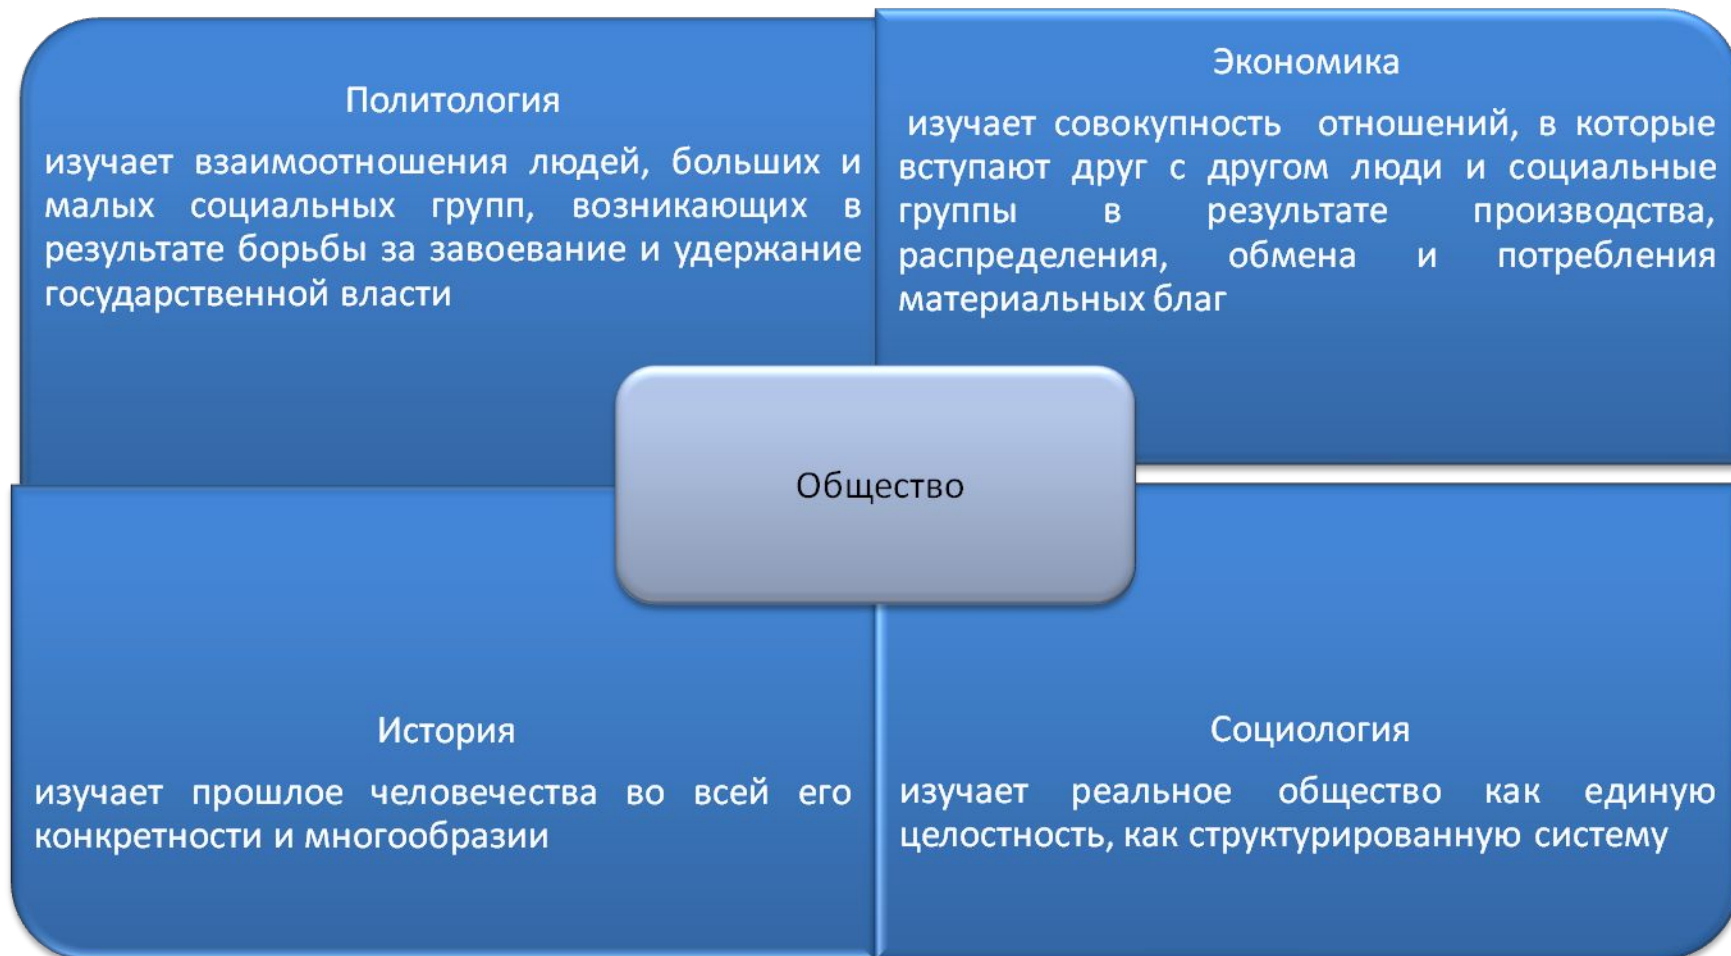 Политология
изучает взаимоотношения людей, больших и
малых социальных групп, возникающих в
результате борьбы за завоевание и удержание
государственной власти
Экономика
изучает совокупность отношений, в которые
вступают друг с другом люди и социальные
группы в результате производства,
распределения, обмена и потребления
материальных благ
Общество
История
изучает прошлое человечества во всей его
конкретности и многообразии
Социология
изучает реальное общество как единую
целостность, как структурированную систему